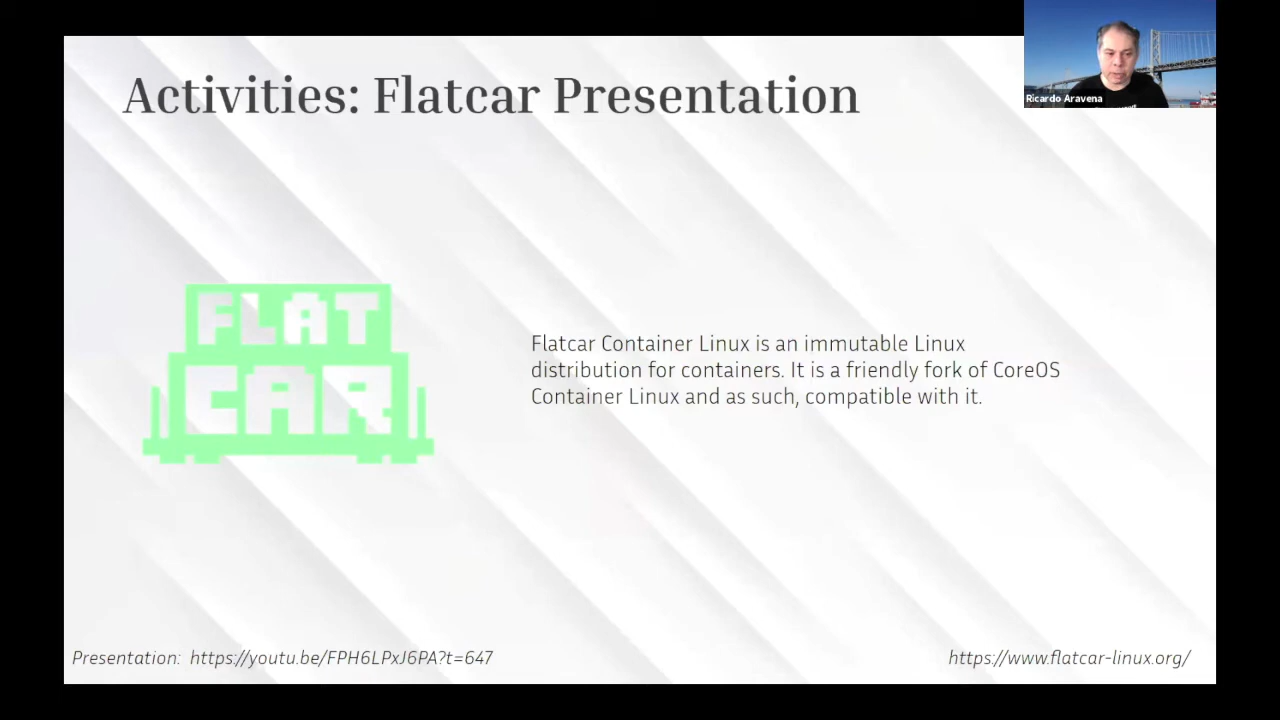 Activities: Flatcar Presentation
Ricardo Aravena
FLAT
CAR
Flatcar Container Linux is an immutable Linux
distribution for containers. It is a friendly fork of CoreOS
Container Linux and as such, compatible with it.
Presentation: https://youtu.be/FPH6LPxJ6PA?t=647
https://www.flatcar-linux.org/